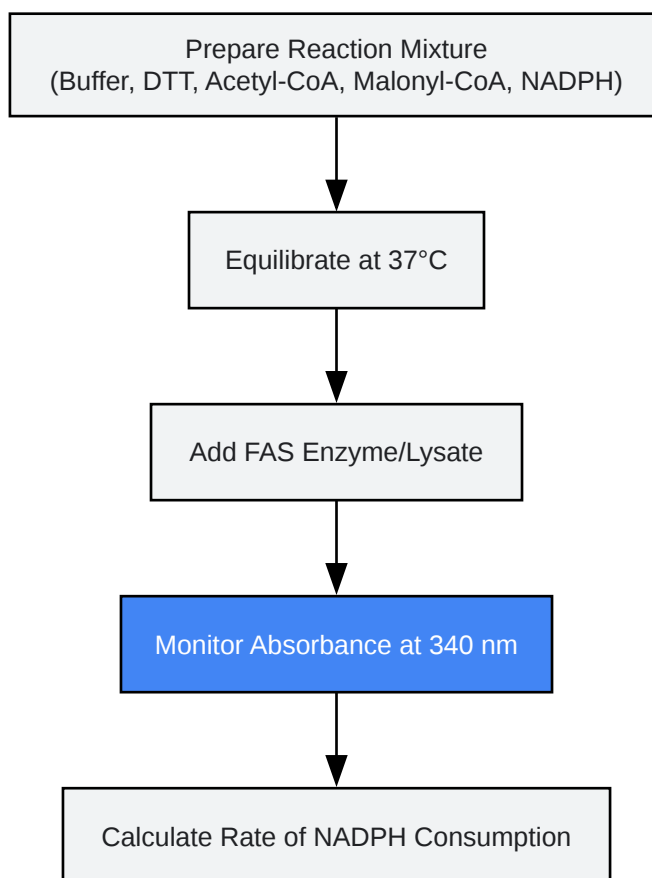 Prepare Reaction Mixture
(Buffer, DTT, Acetyl-CoA, Malonyl-CoA, NADPH)
Equilibrate at 37°C
Add FAS Enzyme/Lysate
Monitor Absorbance at 340 nm
Calculate Rate of NADPH Consumption